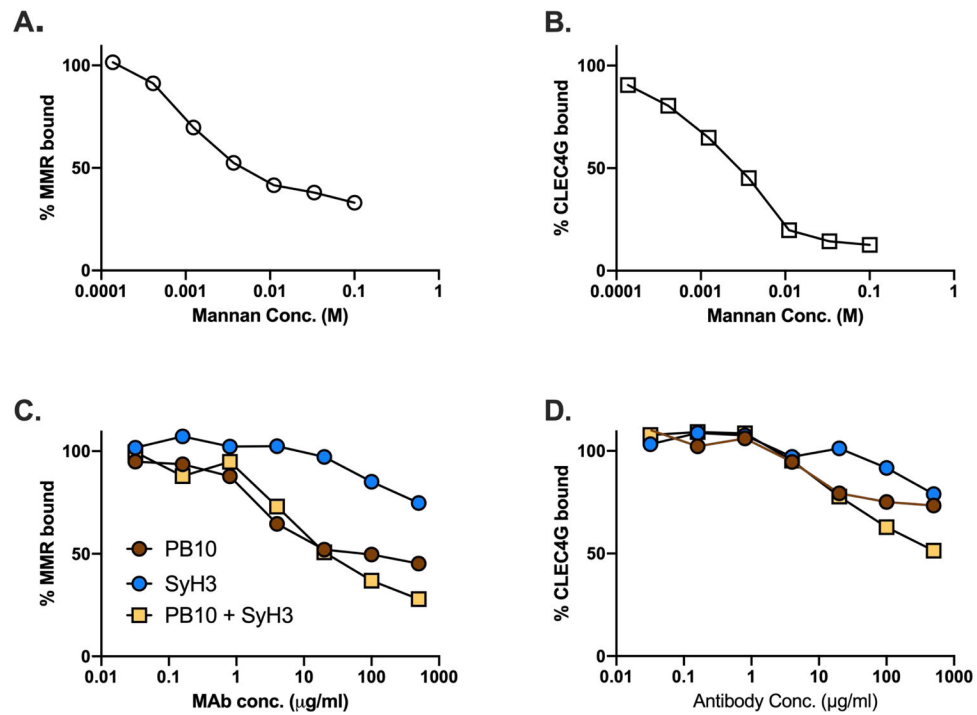 A.
% MMR bound
100
50
0
0.0001 0.001 0.01 0.1 1
Mannan Conc. (M)
B.
% CLEC4G bound
100
50
0
0.0001 0.001 0.01 0.1 1
Mannan Conc. (M)
C.
% MMR bound
100
50
0
PB10
SyH3
PB10 + SyH3
0.01 0.1 1 10 100 1000
MAb conc. (μg/ml)
D.
% CLEC4G bound
100
50
0
0.01 0.1 1 10 100 1000
Antibody Conc. (μg/ml)